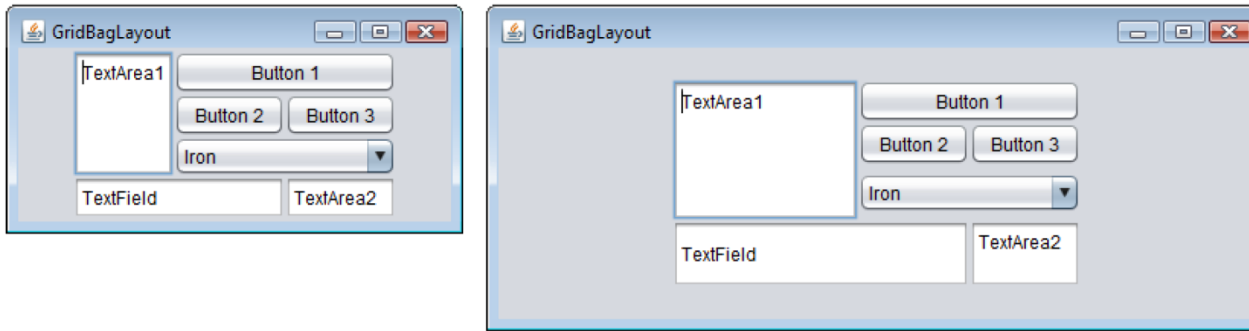 GridBagLayout
TextArea1
Button 1
Button 2
Button 3
Iron
TextField
TextArea2
GridBagLayout
TextArea1
Button 1
Button 2
Button 3
Iron
TextField
TextArea2